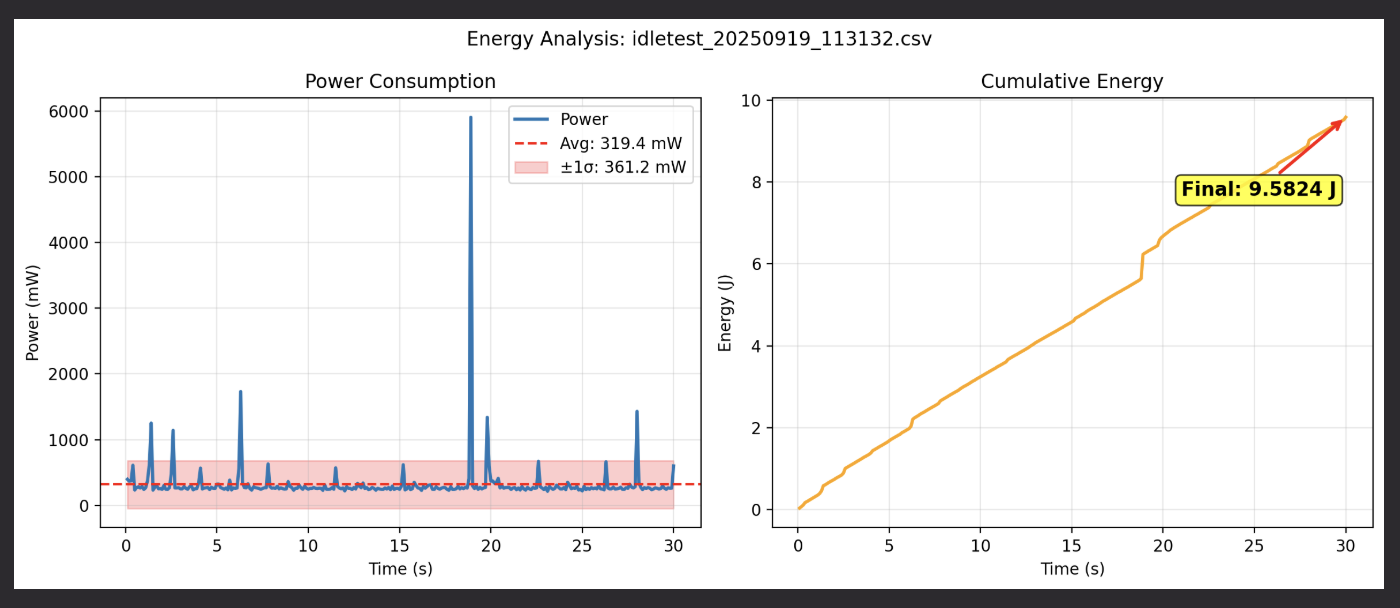 Energy Analysis: idletest_20250919_113132.csv
Power Consumption
Power (mW)
6000
5000
4000
3000
2000
1000
0
Power
Avg: 319.4 mW
±1σ: 361.2 mW
0 5 10 15 20 25 30
Time (s)
Cumulative Energy
Energy (J)
10
8
6
4
2
0
Final: 9.5824 J
0 5 10 15 20 25 30
Time (s)